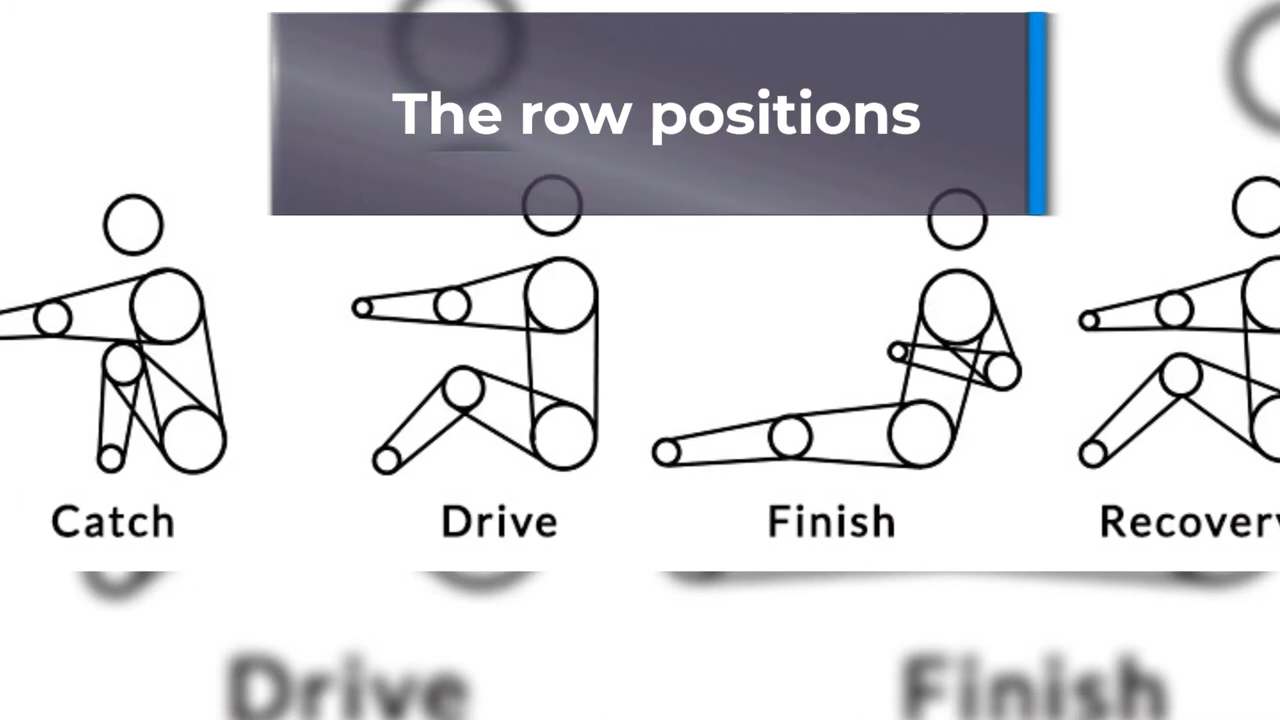 The row positions
Catch
Drive
Finish
Recovery
Drive
Finish